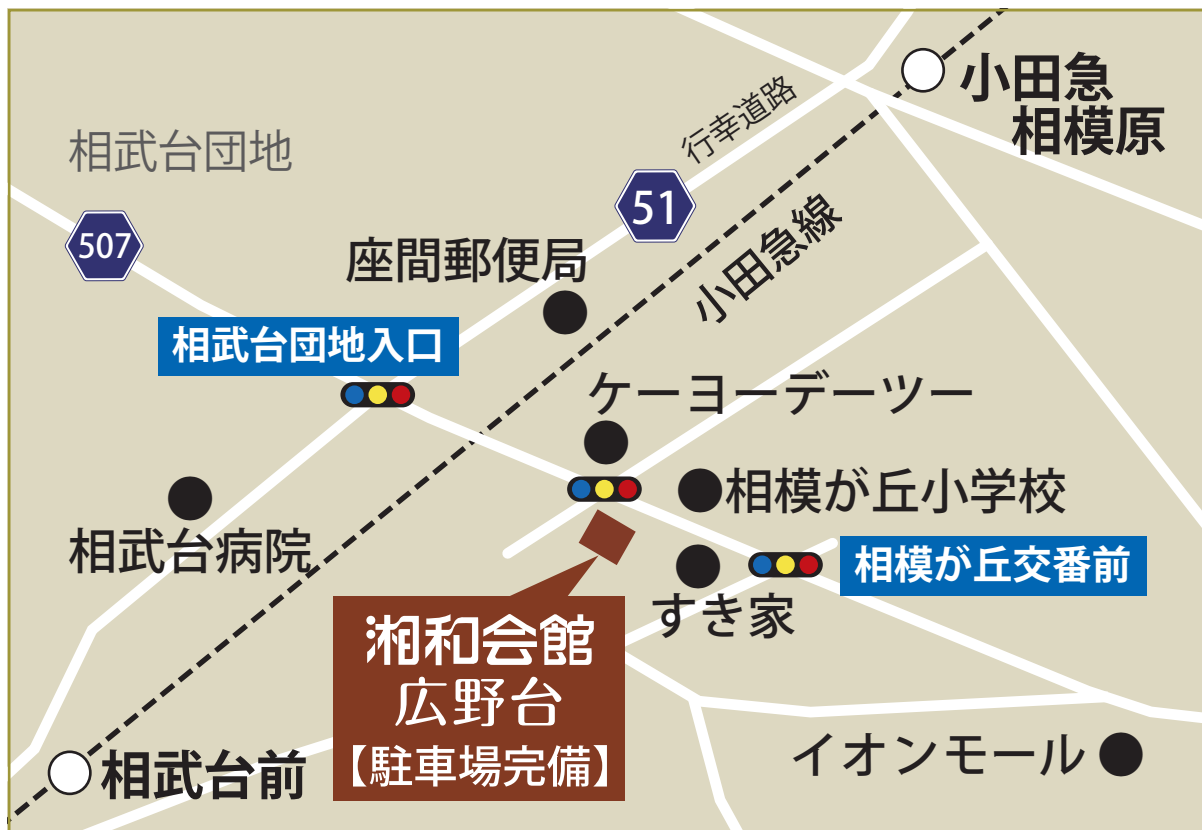 小田急
相模原
行幸道路
相武台団地
51
507
小田急線
座間郵便局
相武台団地入口
ケーヨーデーツー
相模が丘小学校
相武台病院
相模が丘交番前
すき家
湘和会館
広野台
【駐車場完備】
イオンモール
相武台前